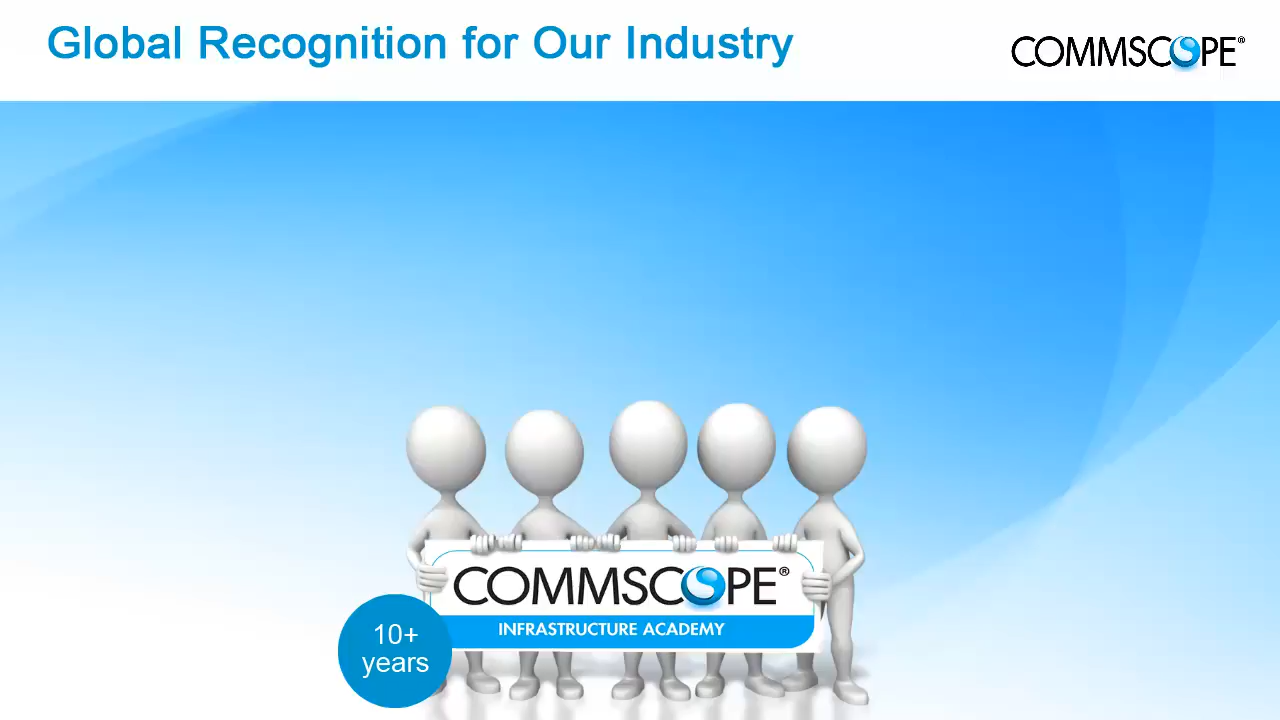 Global Recognition for Our Industry
COMMSCOPE®
COMMSCOPE®
INFRASTRUCTURE ACADEMY
10+
years